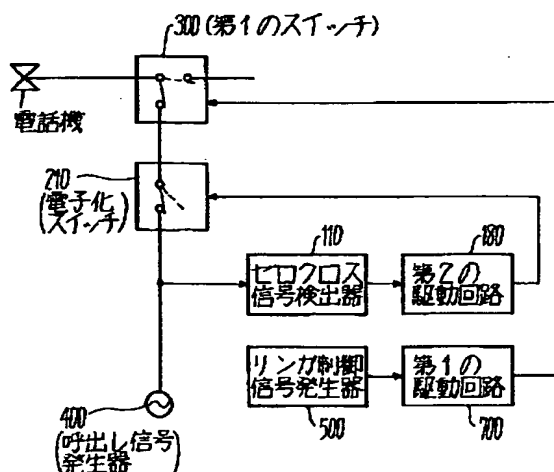 300(第1のスイッチ)
電話機
210
(電子化
スイッチ)
110
ゼロクロス
信号検出器
180
第2の
駆動回路
リンガ制御
信号発生器
500
第1の
駆動回路
700
400
(呼出し信号
発生器)